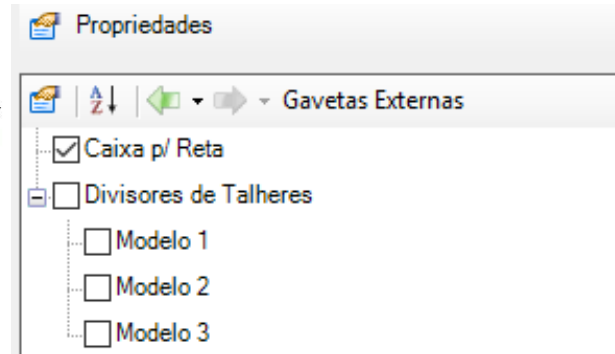 Propriedades
Gavetas Externas
Caixa p/ Reta
Divisores de Talheres
Modelo 1
Modelo 2
Modelo 3